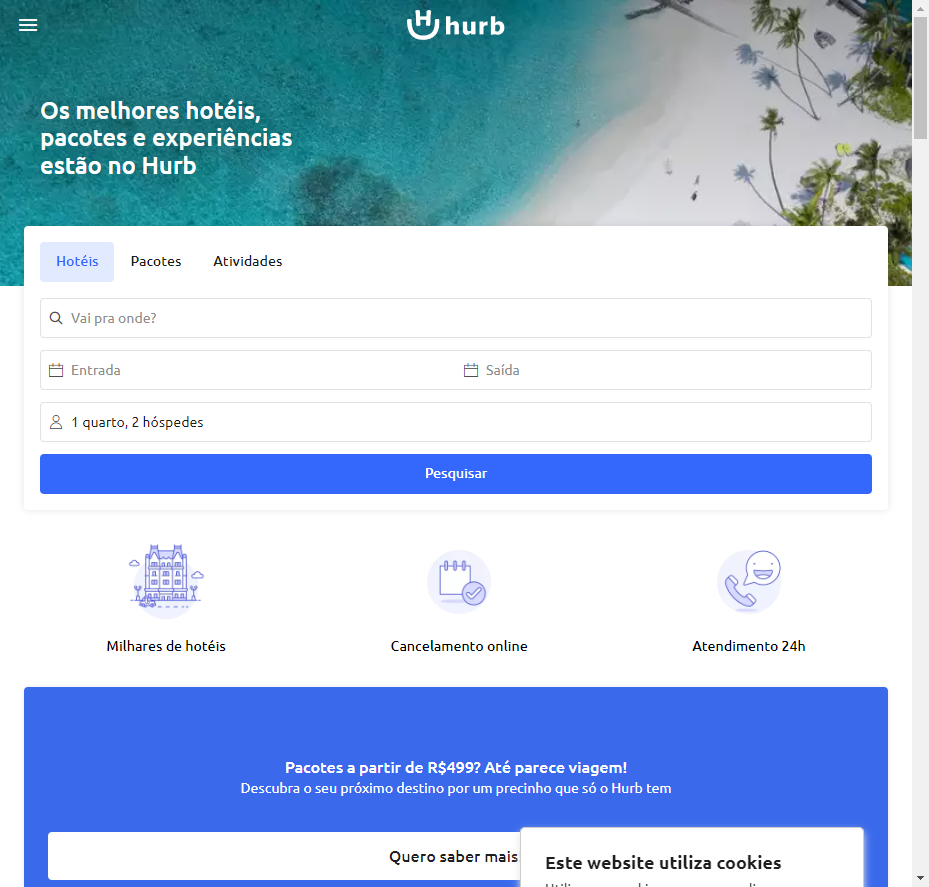 hurb
Os melhores hotéis,
pacotes e experiências
estão no Hurb
Hotéis Pacotes Atividades
Vai pra onde?
Entrada Saída
1 quarto, 2 hóspedes
Pesquisar
Milhares de hotéis Cancelamento online Atendimento 24h
Pacotes a partir de R$499? Até parece viagem!
Descubra o seu próximo destino por um precinho que só o Hurb tem
Quero saber mais
Este website utiliza cookies